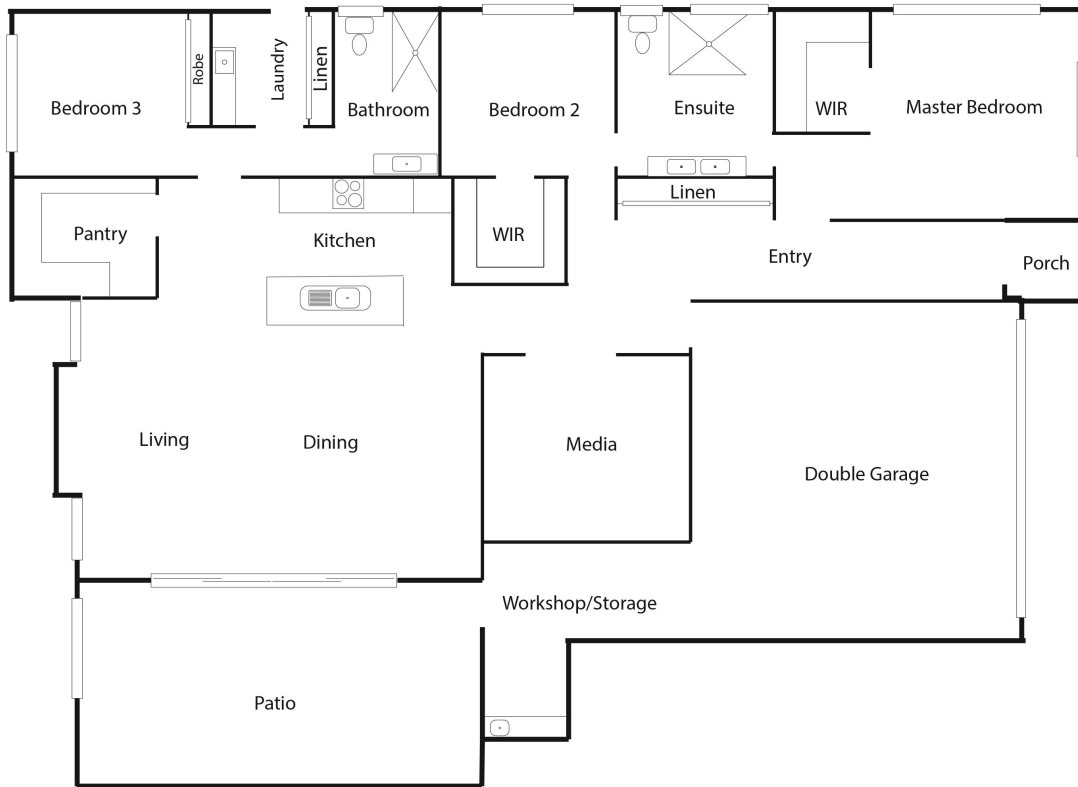 Bedroom 3
Robe
Laundry
Linen
Bathroom
Bedroom 2
Ensuite
WIR
Master Bedroom
Pantry
Kitchen
WIR
Linen
Entry
Porch
Living
Dining
Media
Double Garage
Workshop/Storage
Patio